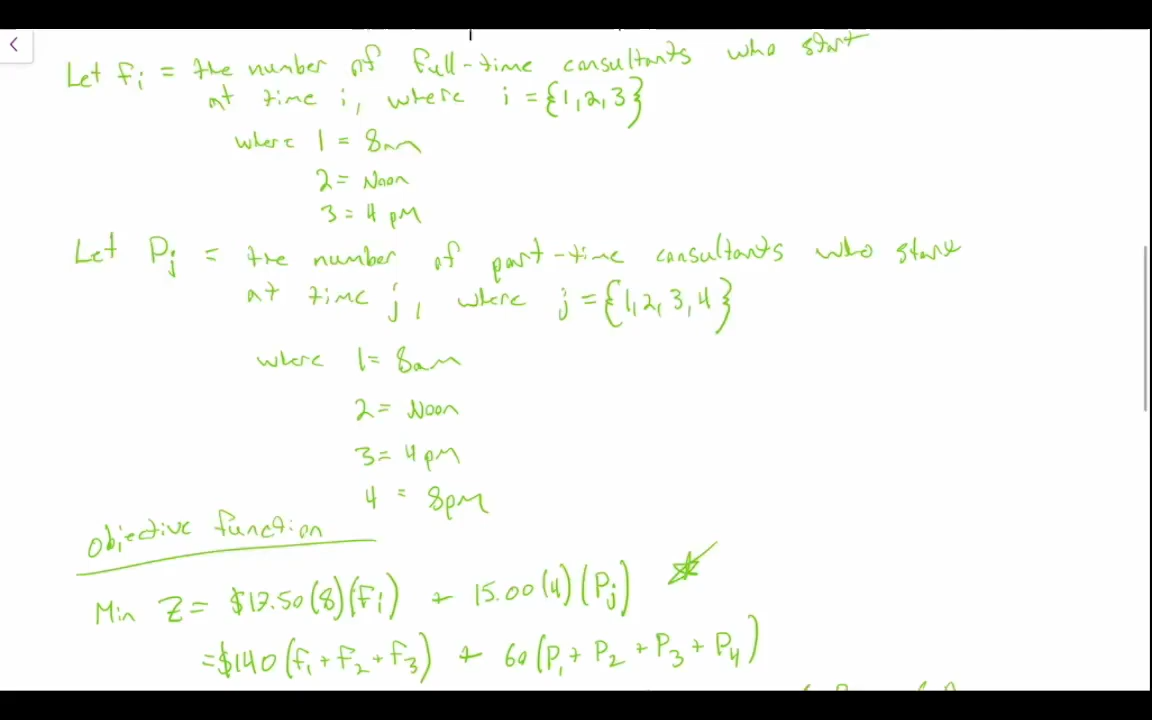 Let fi = the number of full-time consultants who start
at time i, where i = {1,2,3}
where 1 = 8am
2 = Noon
3 = 4 pm
Let Pj = the number of part-time consultants who start
at time j, where j = {1,2,3,4}
where 1 = 8am
2 = Noon
3 = 4pm
4 = 8pm
objective function
Min Z = $17.50(8)(fi) + 15.00(4)(Pj)
= $140(f1 + f2 + f3) + 60(P1 + P2 + P3 + P4)